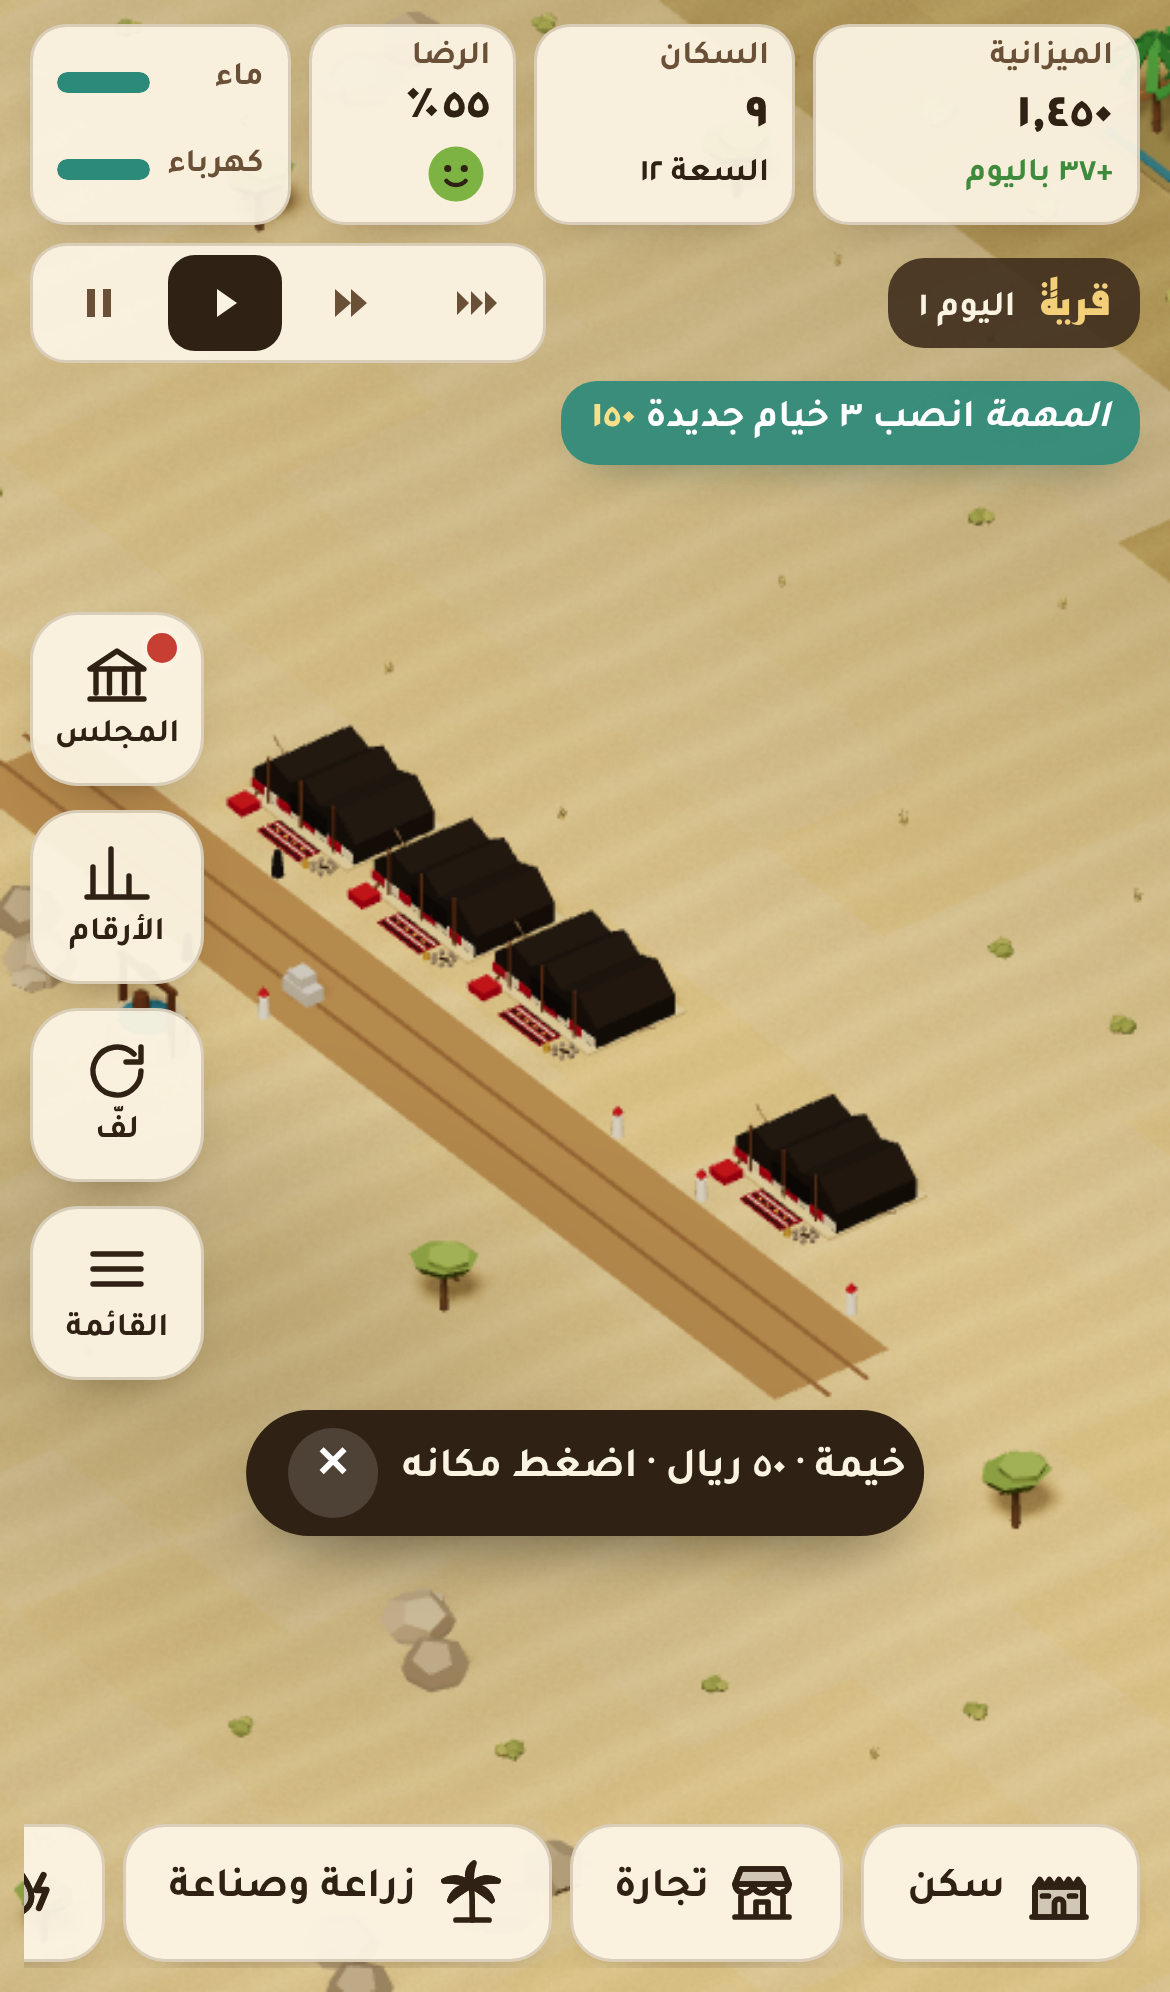 الميزانية
١,٤٥٠
+٣٧ باليوم
السكان
٩
السعة ١٢
الرضا
٥٥٪
ماء
كهرباء
قرية اليوم ١
المهمة انصب ٣ خيام جديدة ١٥٠
المجلس
الأرقام
لفّ
القائمة
خيمة · ٥٠ ريال · اضغط مكانه ✕
سكن
تجارة
زراعة وصناعة